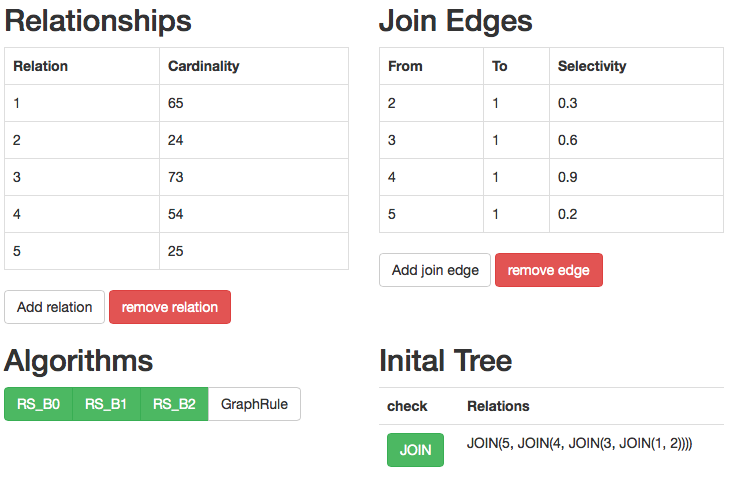 Relationships
Relation Cardinality
1 65
2 24
3 73
4 54
5 25
Add relation remove relation
Join Edges
From To Selectivity
2 1 0.3
3 1 0.6
4 1 0.9
5 1 0.2
Add join edge remove edge
Algorithms
RS_B0 RS_B1 RS_B2 GraphRule
Inital Tree
check Relations
JOIN JOIN(5, JOIN(4, JOIN(3, JOIN(1, 2))))